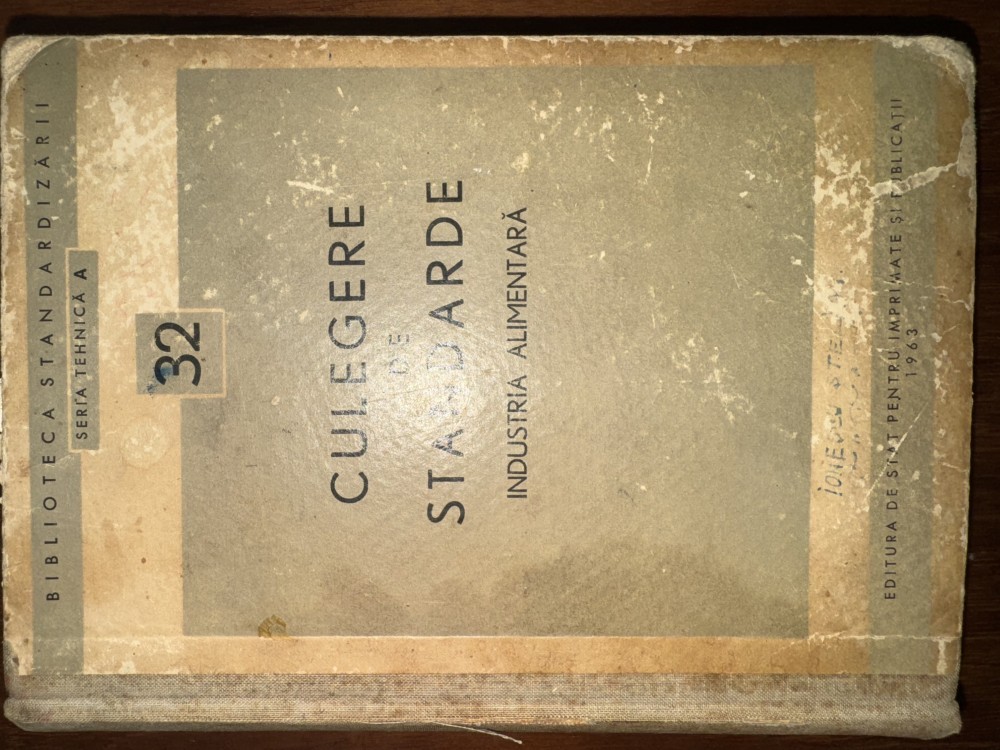 BIBLIOTECA STANDARDIZĂRII
SERIA TEHNICĂ A
32
CULEGERE
DE
STANDARDE
INDUSTRIA ALIMENTARĂ
EDITURA DE STAT PENTRU IMPRIMATE ȘI PUBLICAȚII
1963